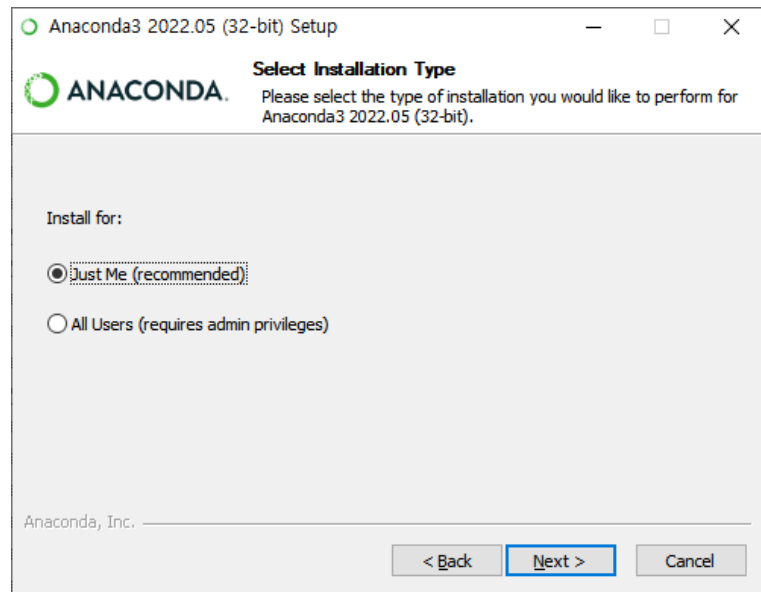 Anaconda3 2022.05 (32-bit) Setup
ANACONDA.
Select Installation Type
Please select the type of installation you would like to perform for
Anaconda3 2022.05 (32-bit).
Install for:
Just Me (recommended)
All Users (requires admin privileges)
Anaconda, Inc.
< Back Next > Cancel